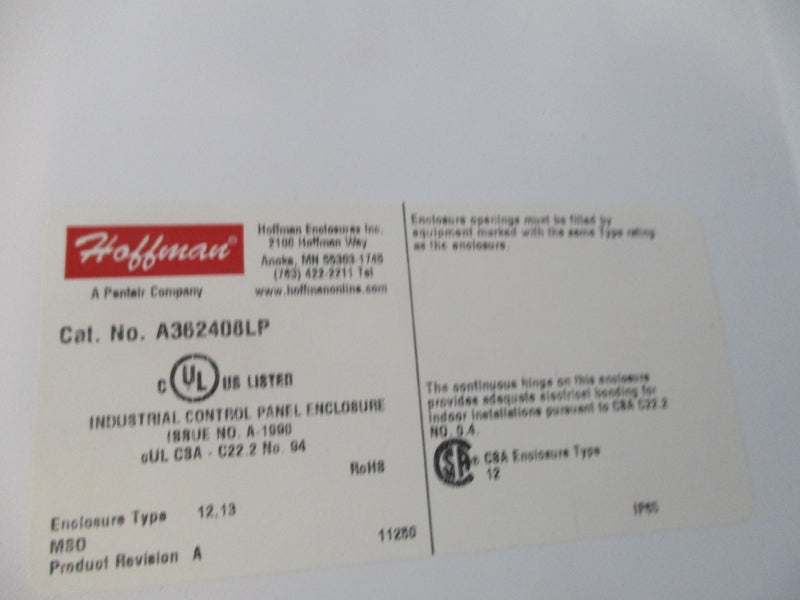 Hoffman®
A Pentair Company
Hoffman Enclosures Inc.
2100 Hoffman Way
Anoka, MN 55303-1745
(763) 422-2211 Tel
www.hoffmanonline.com
Cat. No. A362408LP
c UL US LISTED
INDUSTRIAL CONTROL PANEL ENCLOSURE
ISSUE NO. A-1990
cUL CSA - C22.2 No. 94
RoHS
Enclosure Type 12,13
MSO
11286
Product Revision A
Enclosure openings must be filled by
equipment marked with the same Type rating
as the enclosure.
The continuous hinge on this enclosure
provides adequate electrical bonding for
indoor installations pursuant to CSA C22.2
NO. 0.4.
SA® CSA Enclosure Type
12